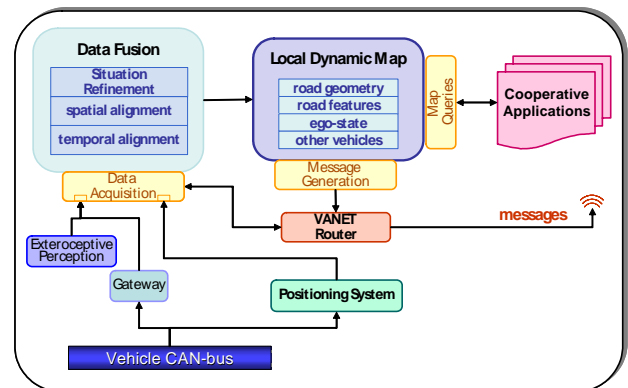 Data Fusion
Situation
Refinement
spatial alignment
temporal alignment
Data
Acquisition
Local Dynamic Map
road geometry
road features
ego-state
other vehicles
Message
Generation
Map
Queries
Cooperative
Applications
VANET
Router
messages
Exteroceptive
Perception
Gateway
Positioning System
Vehicle CAN-bus